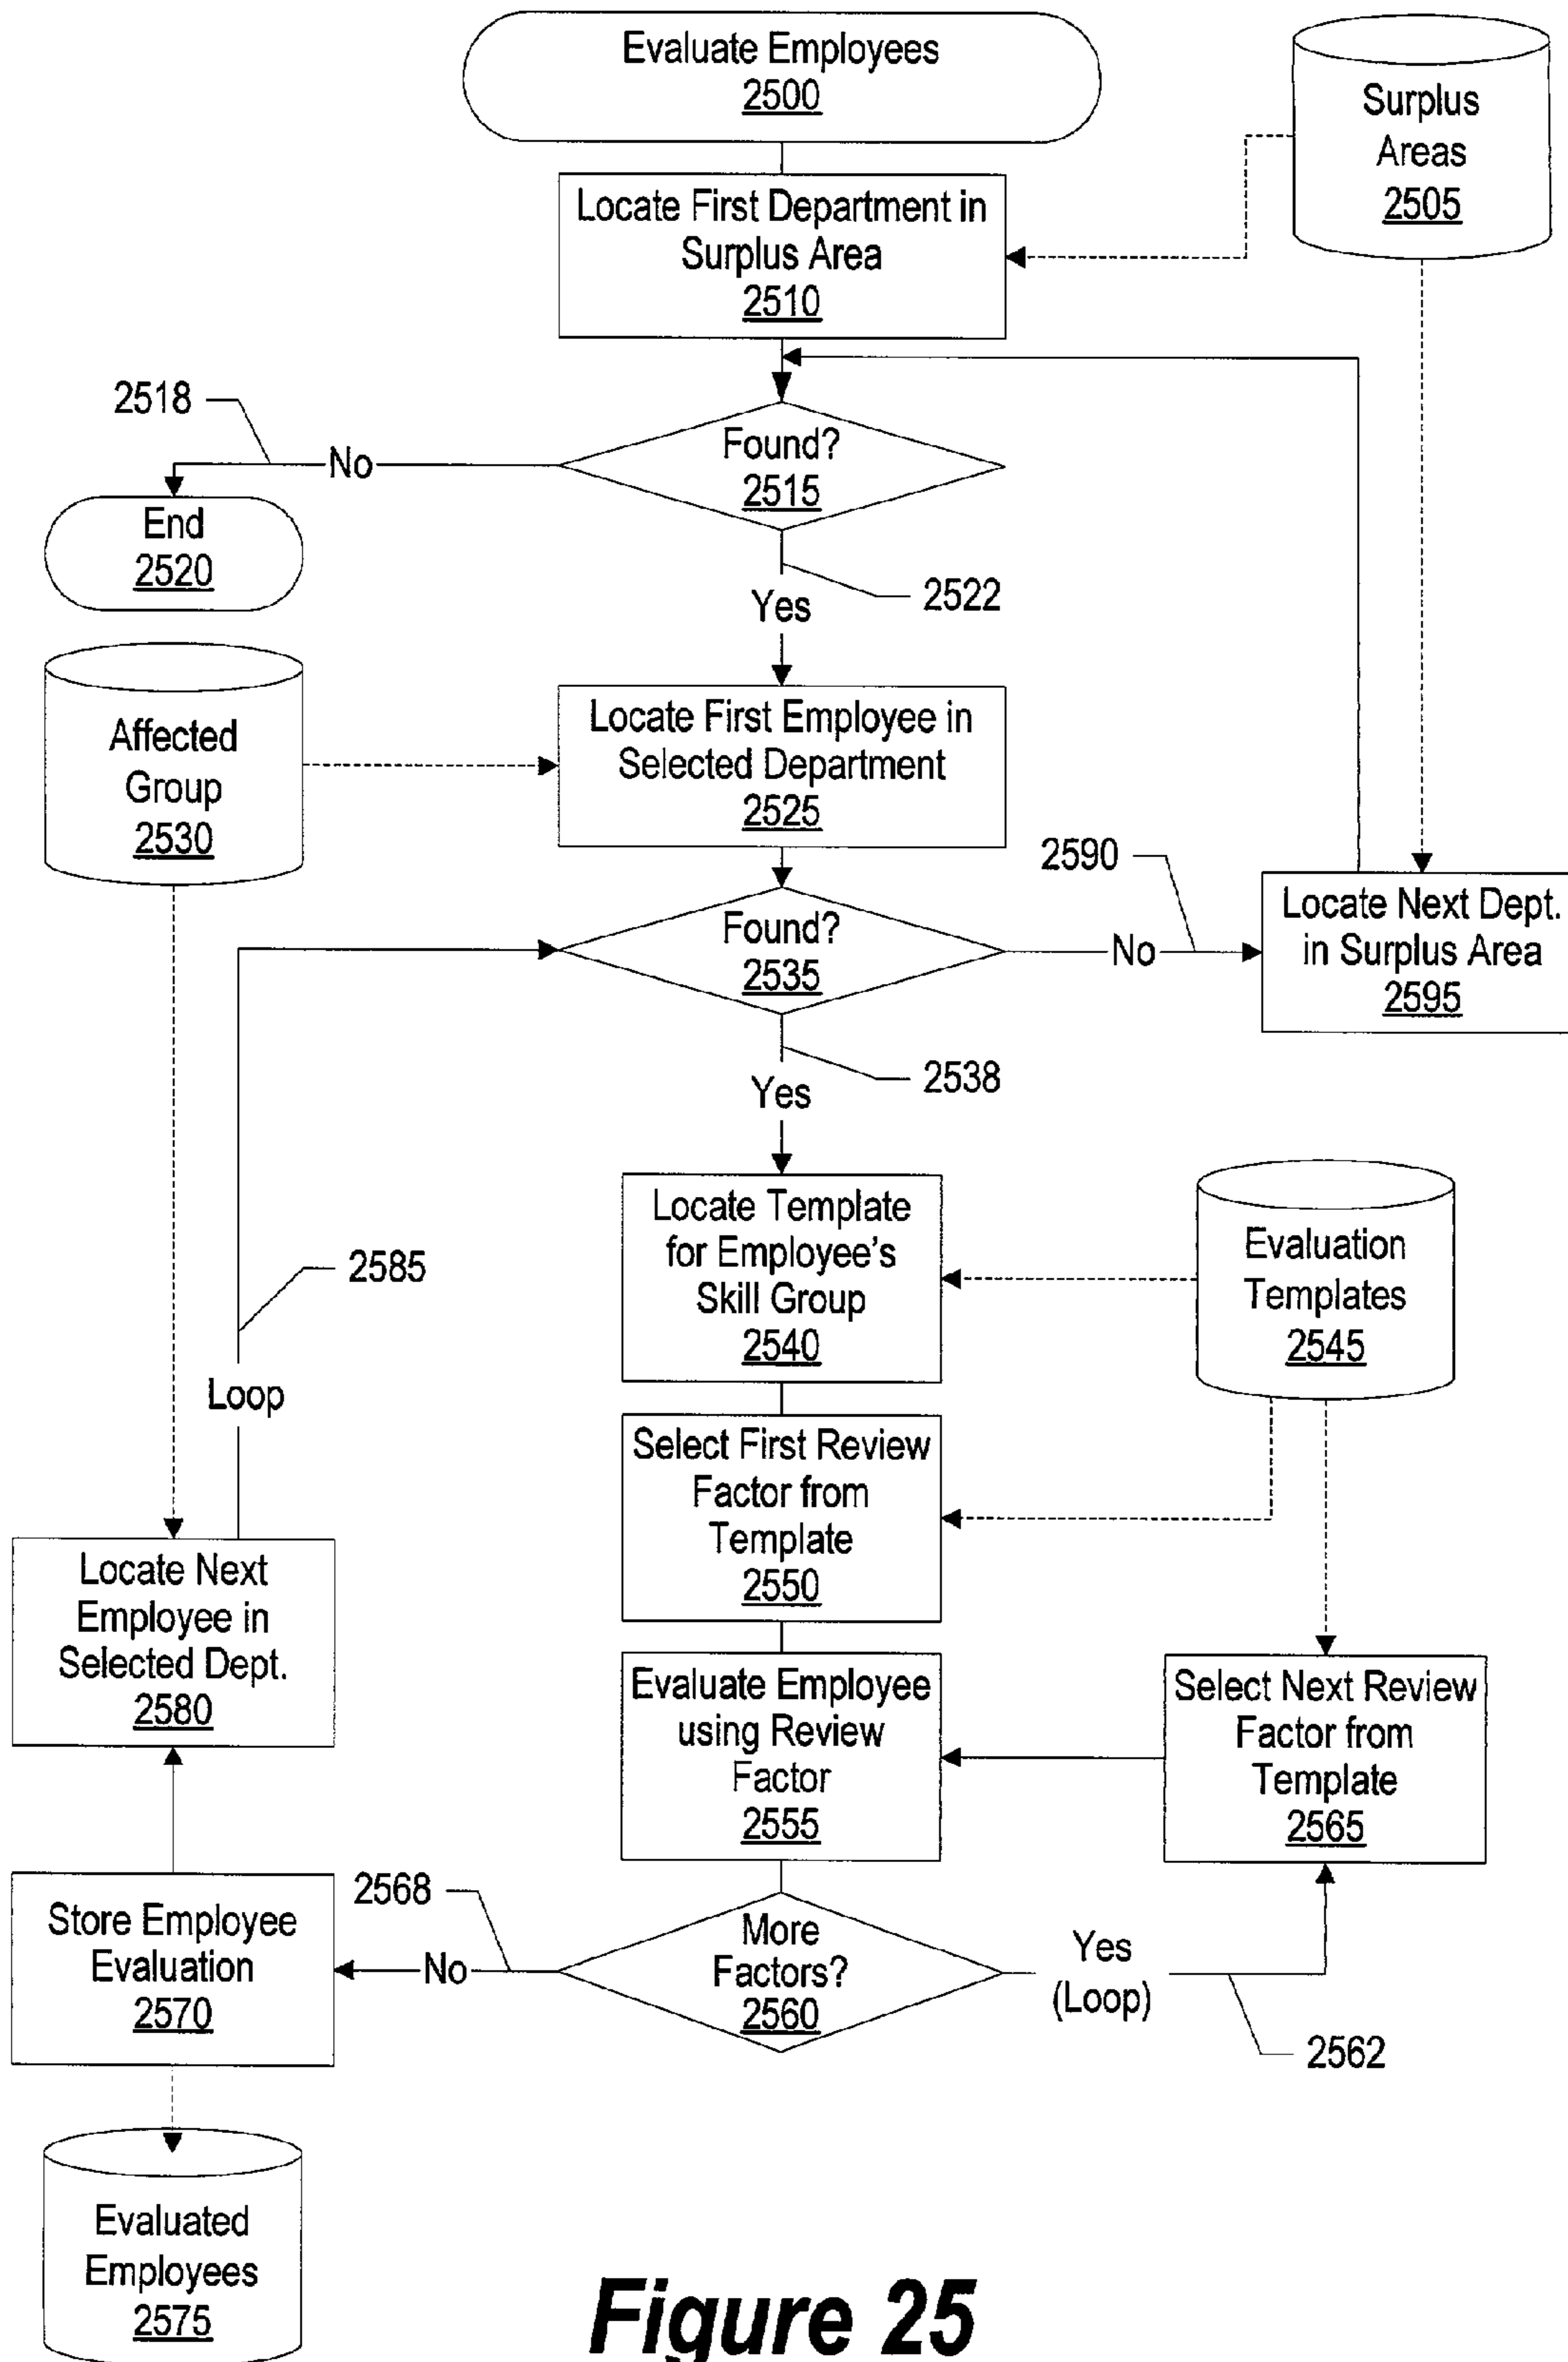 Evaluate Employees
2500
Surplus
Areas
2505
Locate First Department in
Surplus Area
2510
2518
No
Found?
2515
End
2520
2522
Yes
Affected
Group
2530
Locate First Employee in
Selected Department
2525
2590
Found?
2535
No
Locate Next Dept.
in Surplus Area
2595
2538
Yes
Locate Template
for Employee's
Skill Group
2540
Evaluation
Templates
2545
2585
Loop
Select First Review
Factor from
Template
2550
Locate Next
Employee in
Selected Dept.
2580
Evaluate Employee
using Review
Factor
2555
Select Next Review
Factor from
Template
2565
2568
Store Employee
Evaluation
2570
No
More
Factors?
2560
Yes
(Loop)
2562
Evaluated
Employees
2575
Figure 25